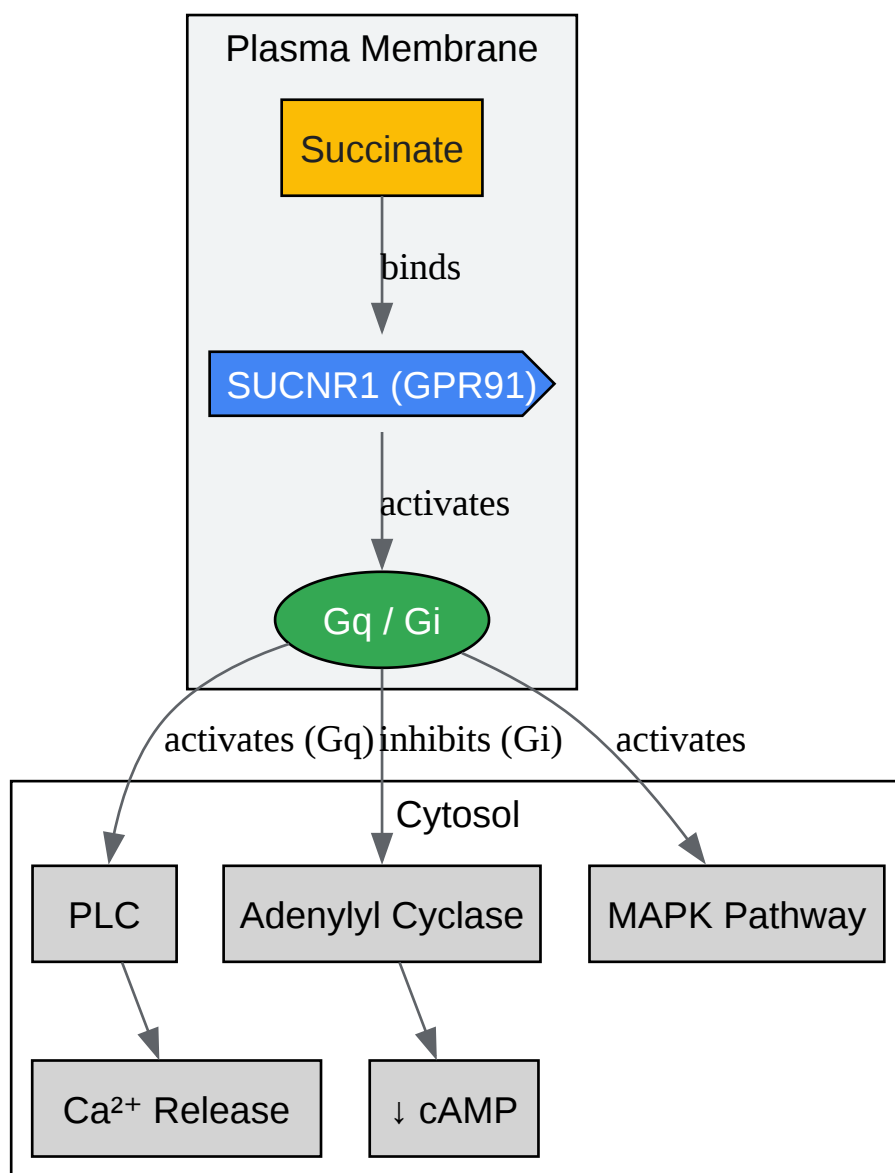 Plasma Membrane
Succinate
binds
SUCNR1 (GPR91)
activates
Gq / Gi
activates (Gq)
inhibits (Gi)
activates
Cytosol
PLC
Adenylyl Cyclase
MAPK Pathway
Ca²⁺ Release
↓ cAMP